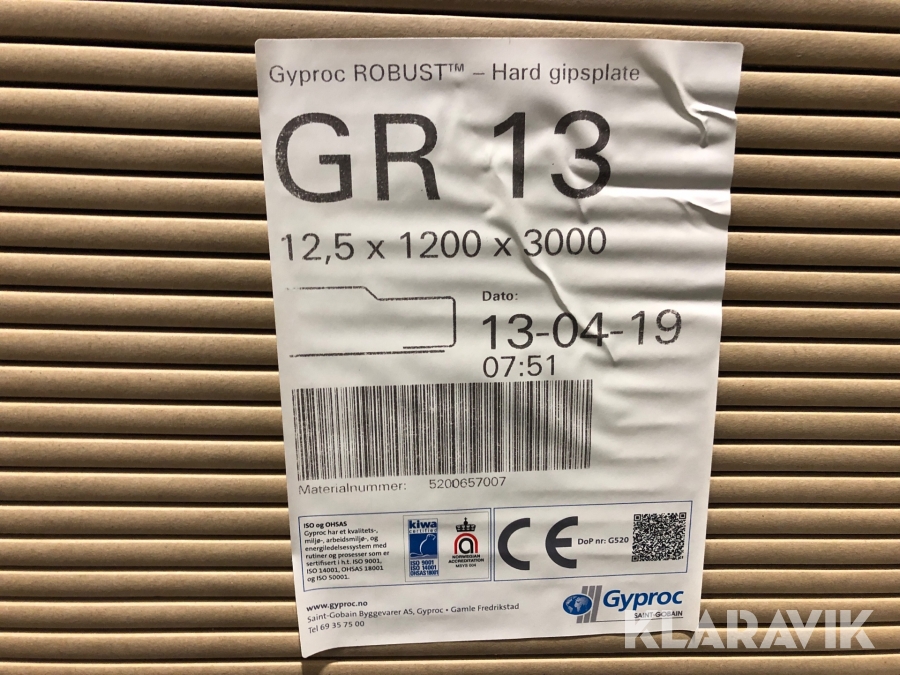 Gyproc ROBUST™ – Hard gipsplate
GR 13
12,5 x 1200 x 3000
Dato:
13-04-19
07:51
Materialnummer: 5200657007
ISO og OHSAS
Gyproc har et kvalitets-,
miljø-, arbeidsmiljø-, og
energiledelsessystem med
rutiner og prosesser som er
sertifisert i h.t. ISO 9001,
ISO 14001, OHSAS 18001
og ISO 50001.
kiwa
certified
ISO 9001
ISO 14001
OHSAS 18001
NORWEGIAN
ACCREDITATION
CE
DoP nr: GS20
www.gyproc.no
Saint-Gobain Byggevarer AS, Gyproc • Gamle Fredrikstad
Tel 69 35 75 00
Gyproc
SAINT-GOBAIN
KLARAVIK